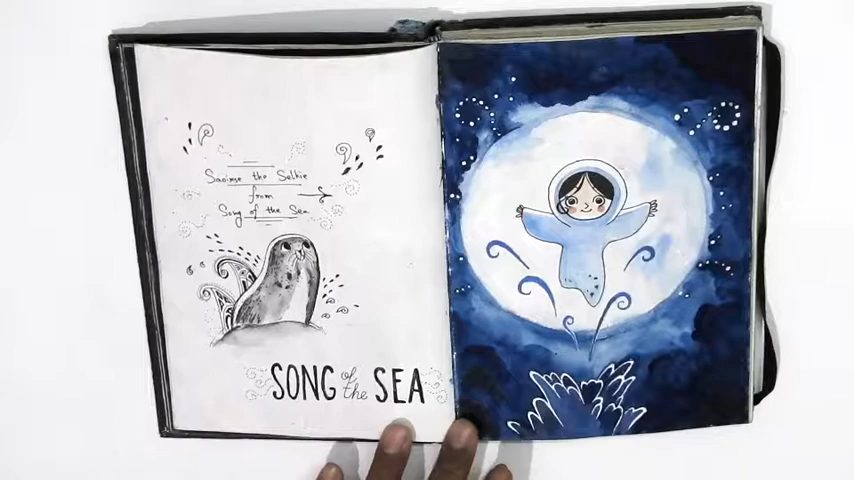 Saoirse the Selkie
from
Song of the Sea
SONG of the SEA